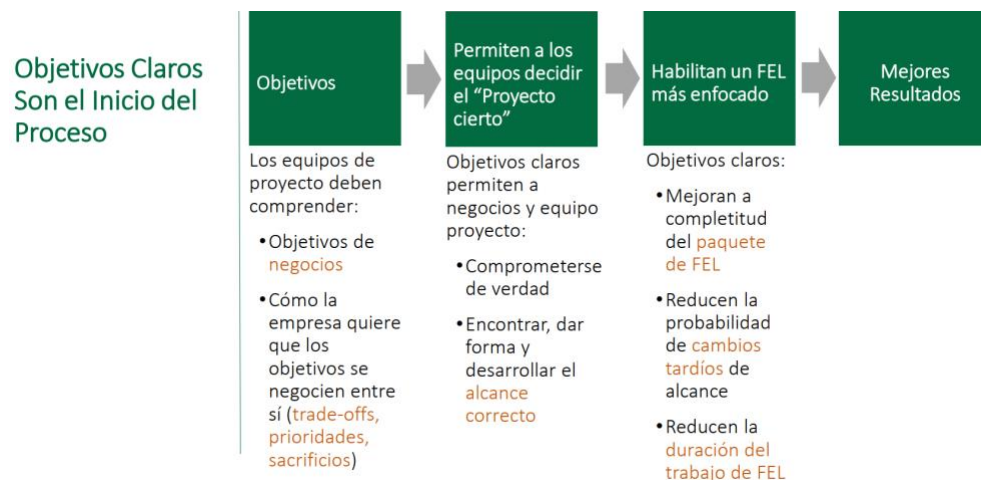 Objetivos Claros
Son el Inicio del
Proceso
Objetivos
Los equipos de
proyecto deben
comprender:
•Objetivos de
negocios
•Cómo la
empresa quiere
que los
objetivos se
negocien entre
sí (trade-offs,
prioridades,
sacrificios)
Permiten a los
equipos decidir
el “Proyecto
cierto”
Objetivos claros
permiten a
negocios y equipo
proyecto:
•Comprometerse
de verdad
•Encontrar, dar
forma y
desarrollar el
alcance
correcto
Habilitan un FEL
más enfocado
Objetivos claros:
•Mejoran a
completitud
del paquete
de FEL
•Reducen la
probabilidad
de cambios
tardíos de
alcance
•Reducen la
duración del
trabajo de FEL
Mejores
Resultados